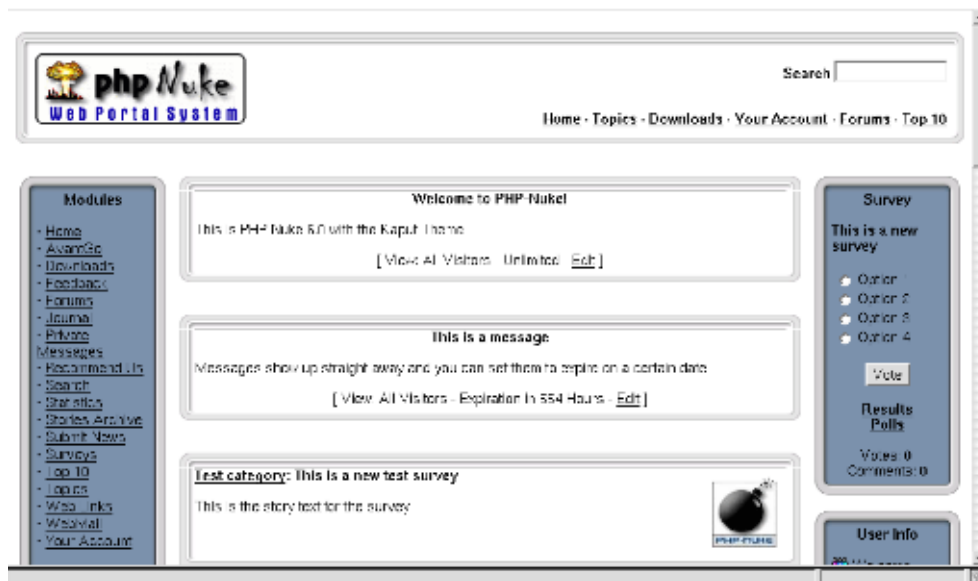 php Nuke
Web Portal System
Search
Home · Topics · Downloads · Your Account · Forums · Top 10
Modules
· Home
· AvantGo
· Downloads
· Feedback
· Forums
· Journal
· Private
Messages
· Recommend Us
· Search
· Statistics
· Stories Archive
· Submit News
· Surveys
· Top 10
· Topics
· Web Links
· WebMail
· Your Account
Welcome to PHP-Nuke!
This is PHP-Nuke 6.0 with the Kaput Theme
[ View: All Visitors - Unlimited - Edit ]
This is a message
Messages show up straight away and you can set them to expire on a certain date
[ View: All Visitors - Expiration in 554 Hours - Edit ]
Test category: This is a new test survey
This is the story text for the survey
PHP-NUKE
Survey
This is a new
survey
Option 1
Option 2
Option 3
Option 4
Vote
Results
Polls
Votes: 0
Comments: 0
User Info